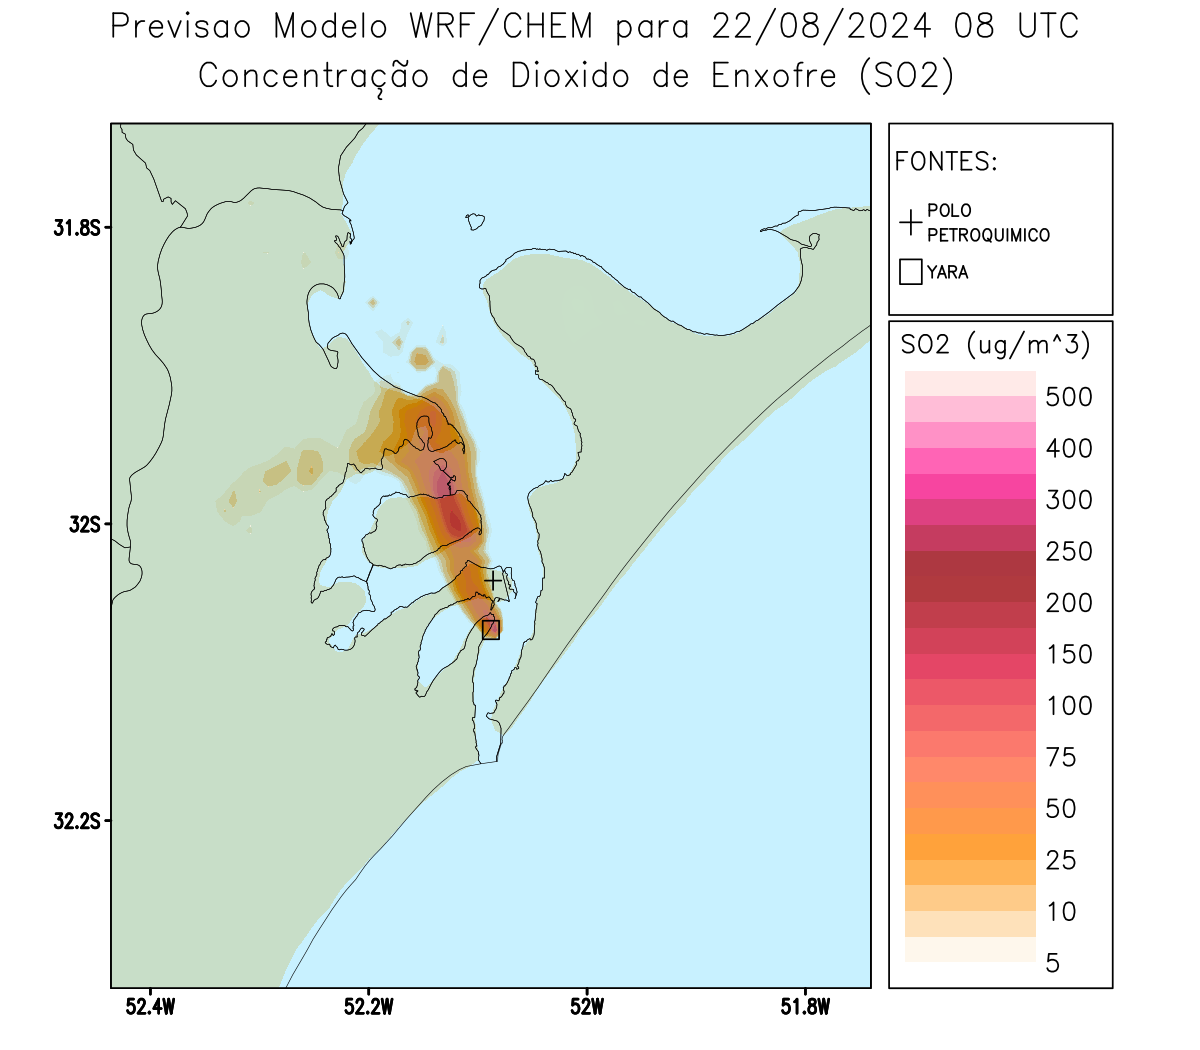 Previsao Modelo WRF/CHEM para 22/08/2024 08 UTC
Concentração de Dioxido de Enxofre (SO2)
FONTES:
POLO
PETROQUIMICO
YARA
31.8S
32S
32.2S
52.4W
52.2W
52W
51.8W
SO2 (ug/m^3)
500
400
300
250
200
150
100
75
50
25
10
5